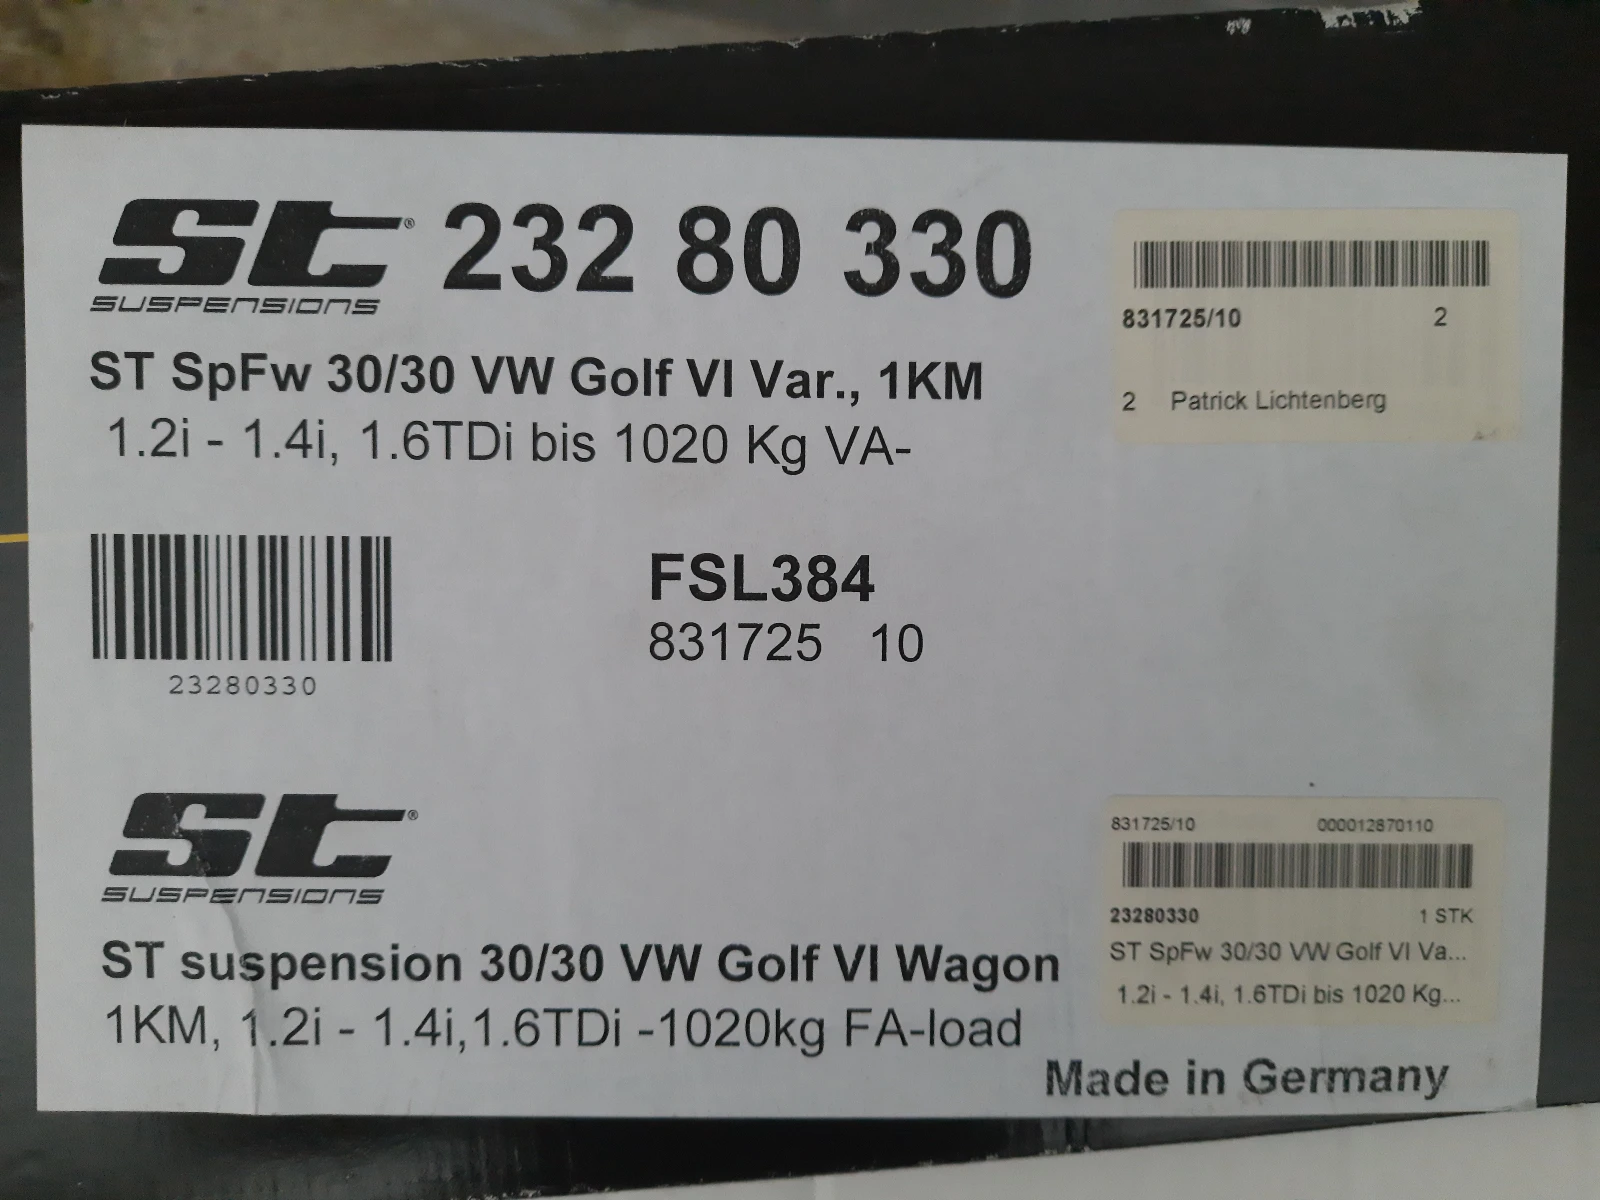 ST® 232 80 330
SUSPENSIONS
ST SpFw 30/30 VW Golf VI Var., 1KM
1.2i - 1.4i, 1.6TDi bis 1020 Kg VA-
831725/10 2
2 Patrick Lichtenberg
FSL384
831725 10
23280330
ST®
SUSPENSIONS
ST suspension 30/30 VW Golf VI Wagon
1KM, 1.2i - 1.4i,1.6TDi -1020kg FA-load
831725/10 000012870110
23280330 1 STK
ST SpFw 30/30 VW Golf VI Va...
1.2i - 1.4i, 1.6TDi bis 1020 Kg...
Made in Germany